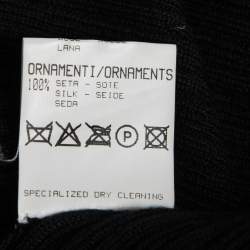 LANA
ORNAMENTI/ORNAMENTS
100% SETA - SOIE
SILK - SEIDE
SEDA
P
SPECIALIZED DRY CLEANING